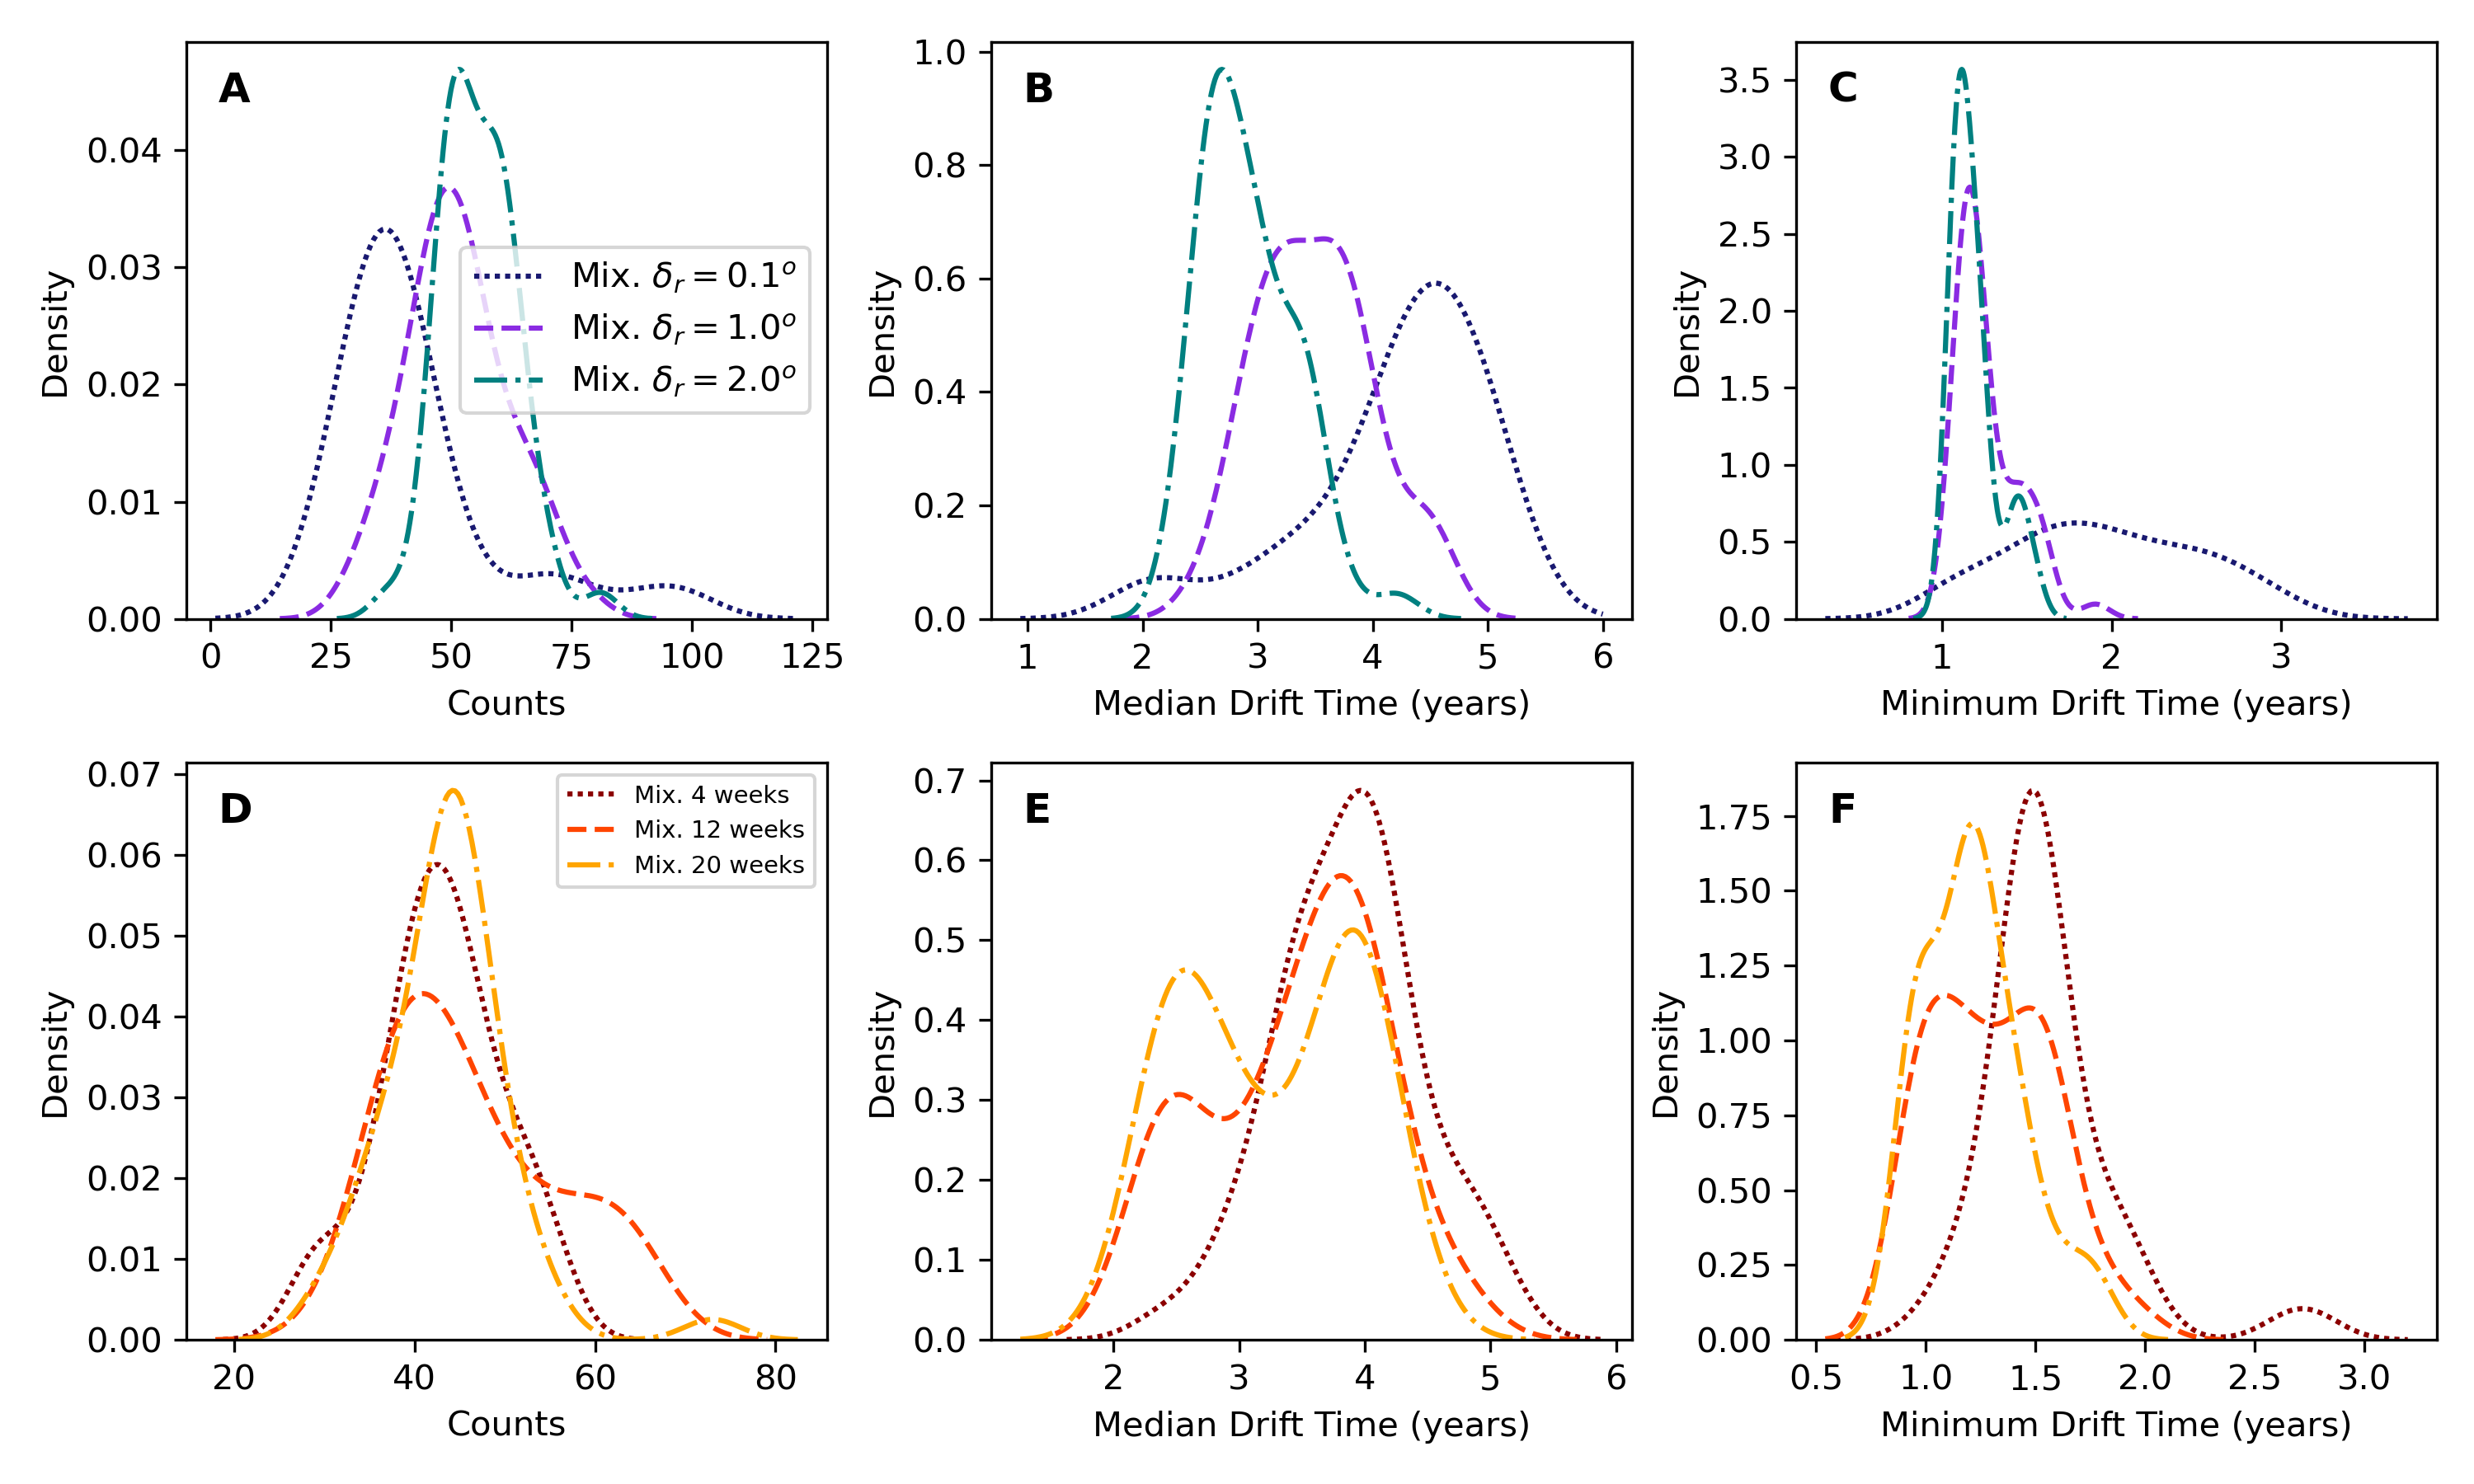 A
0.04
0.03
0.02
0.01
0.00
Density
0 25 50 75 100 125
Counts
Mix. δr = 0.1o
Mix. δr = 1.0o
Mix. δr = 2.0o
B
1.0
0.8
0.6
0.4
0.2
0.0
Density
1 2 3 4 5 6
Median Drift Time (years)
C
3.5
3.0
2.5
2.0
1.5
1.0
0.5
0.0
Density
1 2 3
Minimum Drift Time (years)
D
0.07
0.06
0.05
0.04
0.03
0.02
0.01
0.00
Density
20 40 60 80
Counts
Mix. 4 weeks
Mix. 12 weeks
Mix. 20 weeks
E
0.7
0.6
0.5
0.4
0.3
0.2
0.1
0.0
Density
2 3 4 5 6
Median Drift Time (years)
F
1.75
1.50
1.25
1.00
0.75
0.50
0.25
0.00
Density
0.5 1.0 1.5 2.0 2.5 3.0
Minimum Drift Time (years)